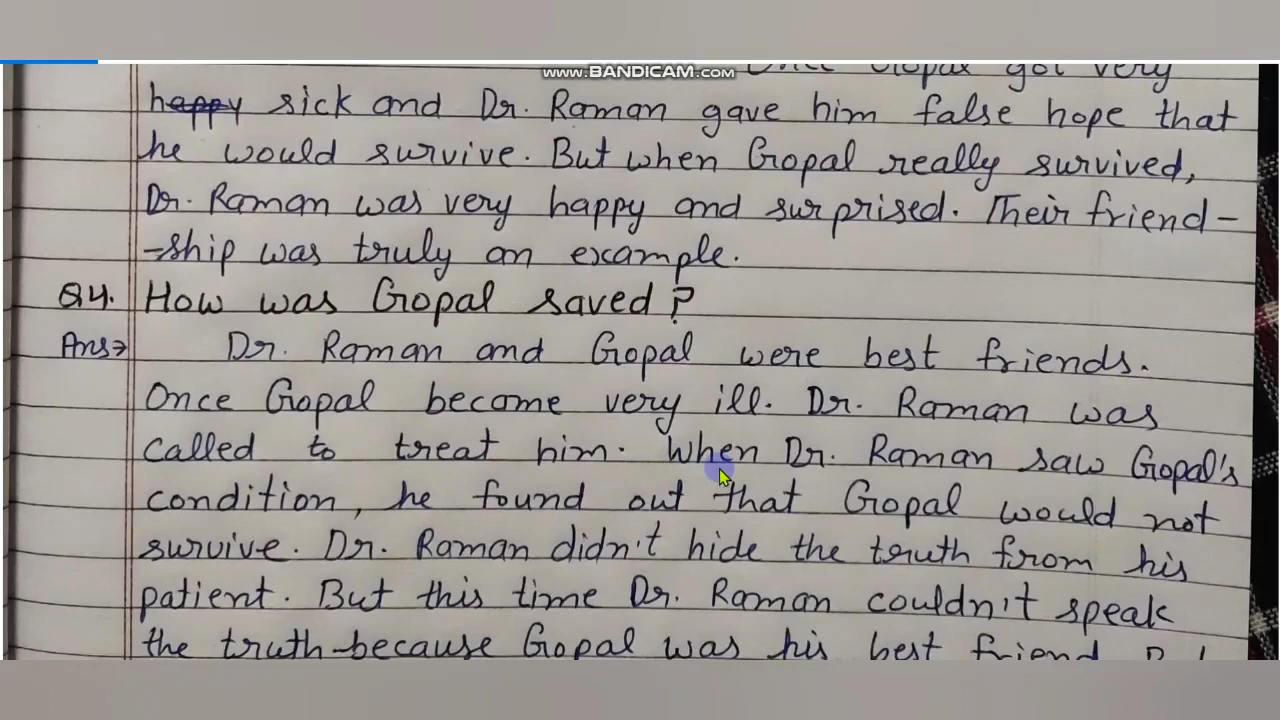 www.BANDICAM.com
Once Gopal got very
happy sick and Dr. Raman gave him false hope that
he would survive. But when Gopal really survived,
Dr. Raman was very happy and surprised. Their friend-
-ship was truly an example.
Q4. How was Gopal saved?
Ans→ Dr. Raman and Gopal were best friends.
Once Gopal become very ill. Dr. Raman was
called to treat him. When Dr. Raman saw Gopal's
condition, he found out that Gopal would not
survive. Dr. Raman didn't hide the truth from his
patient. But this time Dr. Raman couldn't speak
the truth because Gopal was his best friend